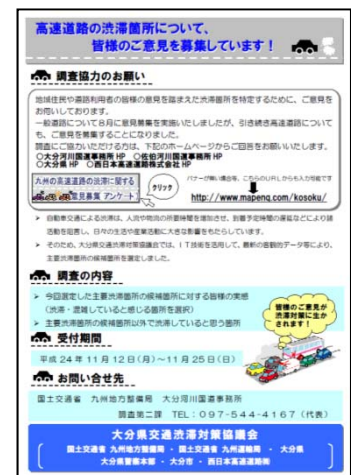 高速道路の渋滞箇所について、
皆様のご意見を募集しています！
調査協力のお願い
地域住民や道路利用者の皆様の意見を踏まえた渋滞箇所を特定するために、ご意見を
お伺いしております。
一般道路について8月に意見募集を実施いたしましたが、引き続き高速道路について
も、ご意見を募集することになりました。
調査にご協力いただける方は、下記のホームページからご回答をお願いいたします。
○大分河川国道事務所 HP ○佐伯河川国道事務所 HP
○大分県 HP ○西日本高速道路株式会社 HP
九州の高速道路の渋滞に関する
意見募集 アンケート
クリック
バナーが無い場合を、こちらのURLからも入力可能です
http://www.mapenq.com/kosoku/
➤ 自動車交通による渋滞は、人流や物流の所要時間を増加させ、到着予定時間の遅延などにより諸
活動を阻害し、日々の生活や産業活動に大きな影響をもたらしています。
➤ そのため、大分県交通渋滞対策協議会では、IT技術を活用して、最新の客観的データ等により、
主要渋滞箇所の候補箇所を選定しました。
調査の内容
➤ 今回選定した主要渋滞箇所の候補箇所に対する皆様の実感
（渋滞・混雑していると感じる箇所を選択）
➤ 主要渋滞箇所の候補箇所以外で渋滞していると思う箇所
皆様のご意見が
渋滞対策に生か
されます！
受付期間
平成 24 年 11 月 12 日（月）～11 月 25 日（日）
お問い合せ先
国土交通省 九州地方整備局 大分河川国道事務所
調査第二課 TEL：097-544-4167（代表）
大分県交通渋滞対策協議会
国土交通省 九州地方整備局 ・ 国土交通省 九州運輸局 ・ 大分県
大分県警察本部 ・ 大分市 ・ 西日本高速道路㈱